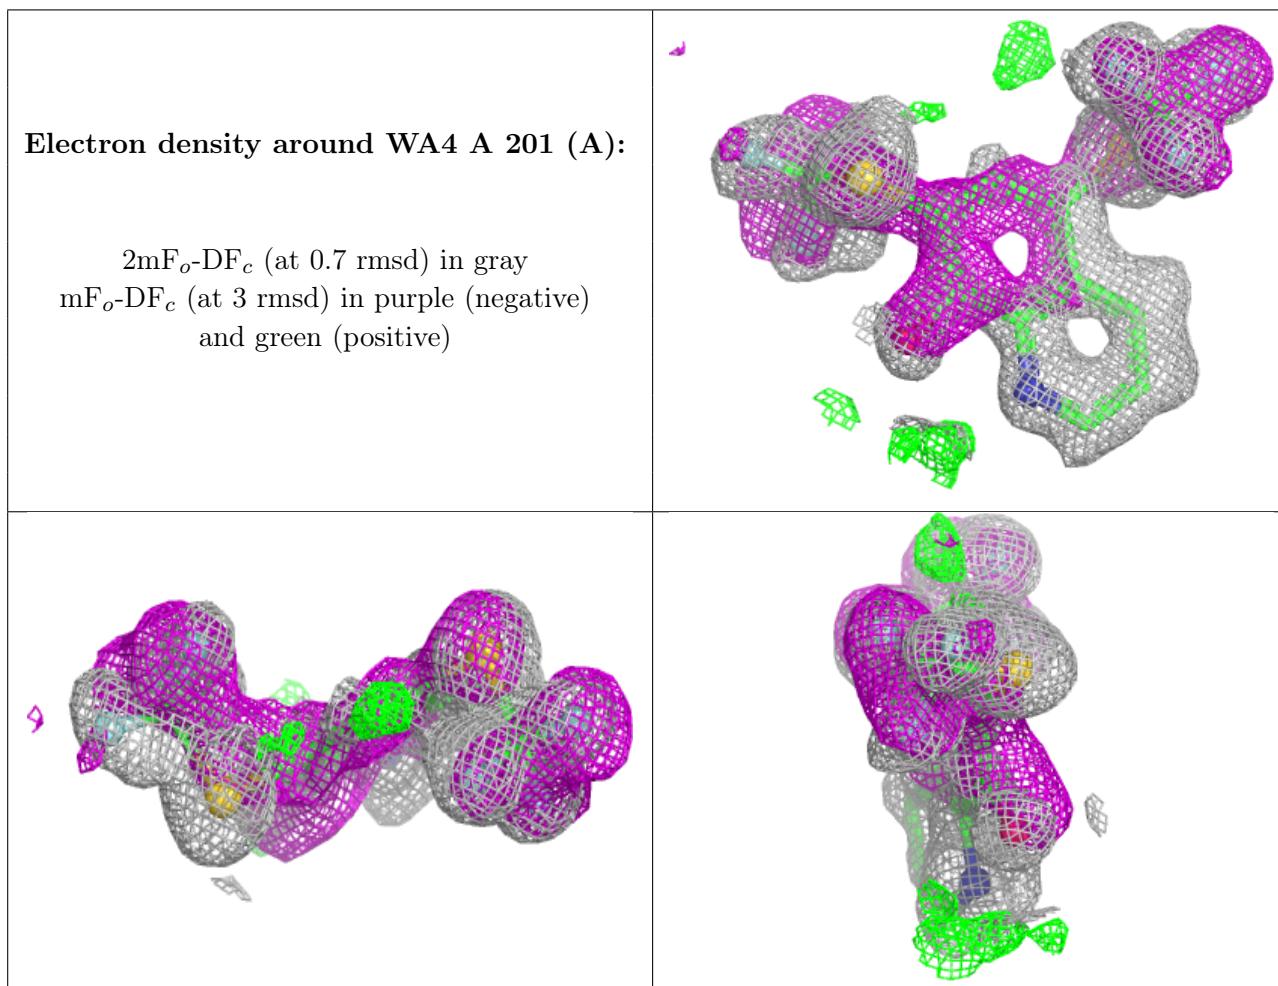 Electron density around WA4 A 201 (A):
2mFo-DFc (at 0.7 rmsd) in gray
mFo-DFc (at 3 rmsd) in purple (negative)
and green (positive)